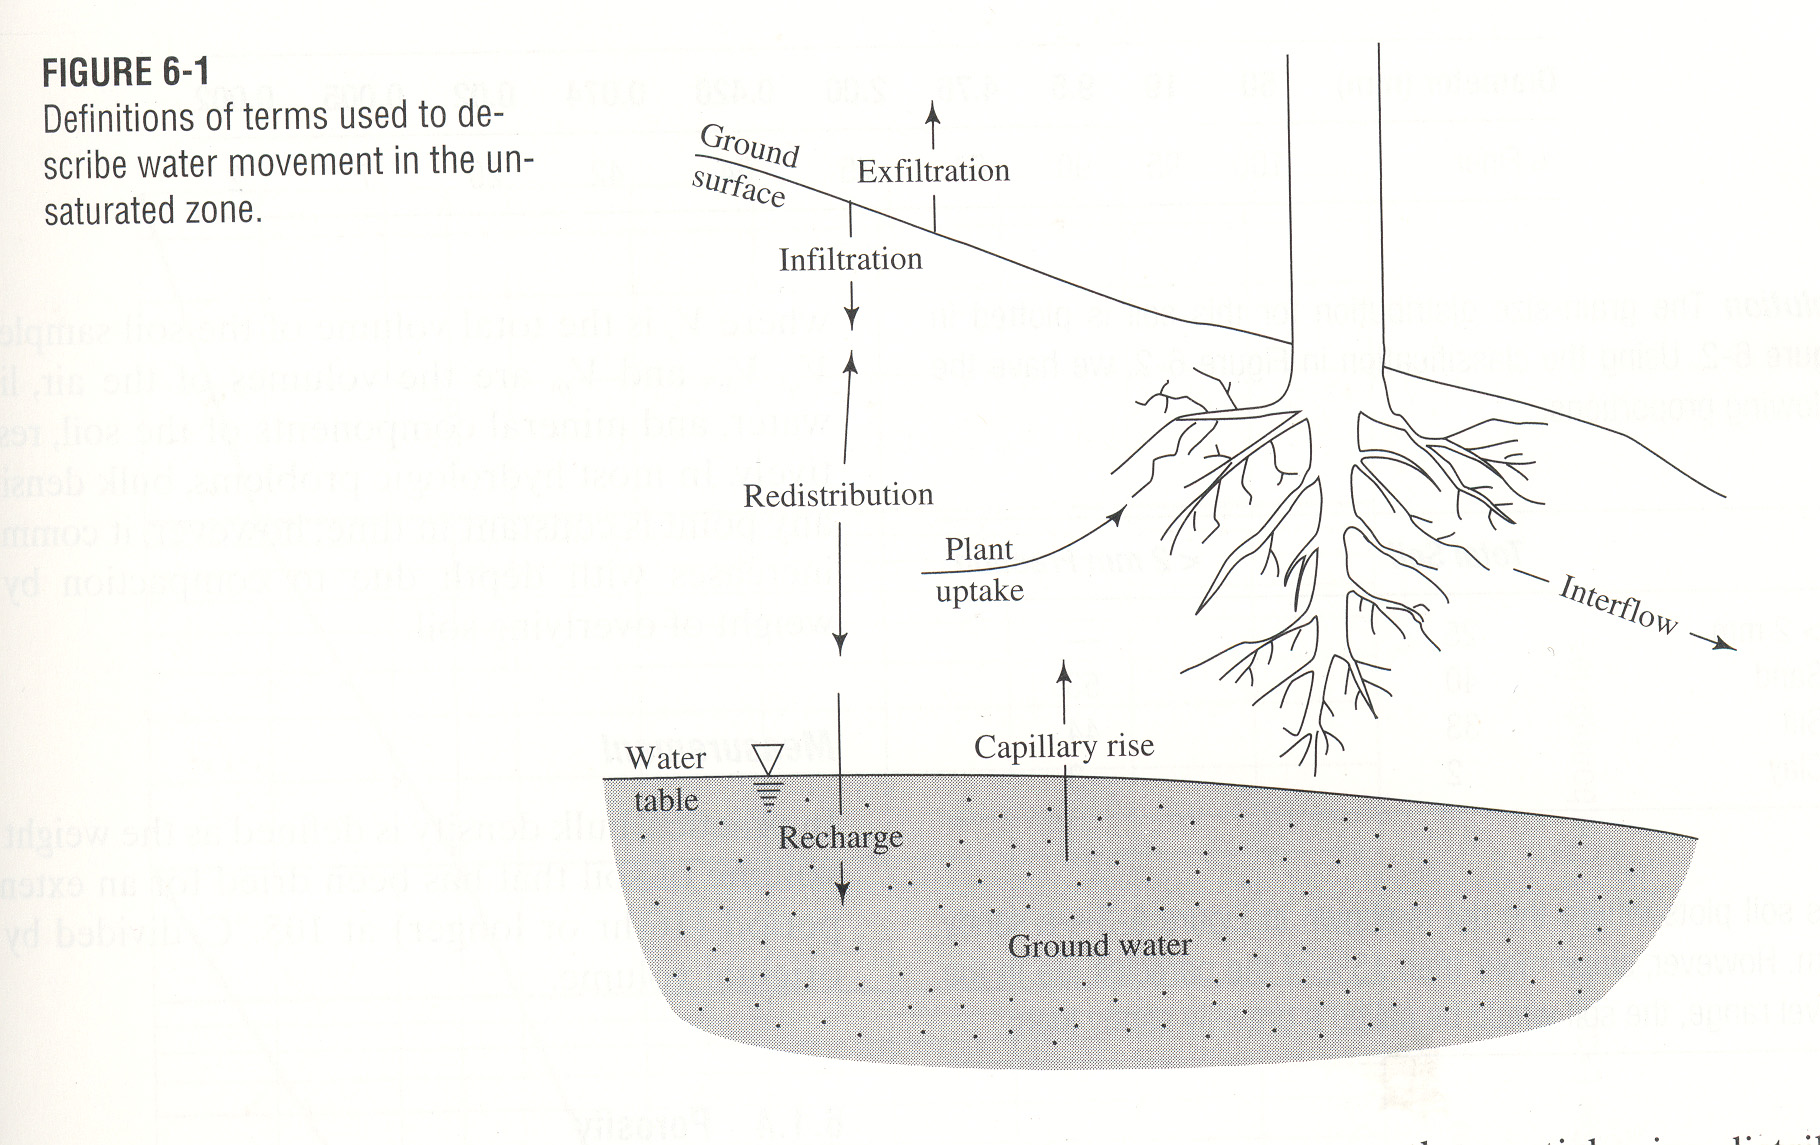 FIGURE 6-1
Definitions of terms used to de-
scribe water movement in the un-
saturated zone.
Ground
surface
Exfiltration
Infiltration
Redistribution
Plant
uptake
Interflow
Capillary rise
Water
table
Recharge
Ground water